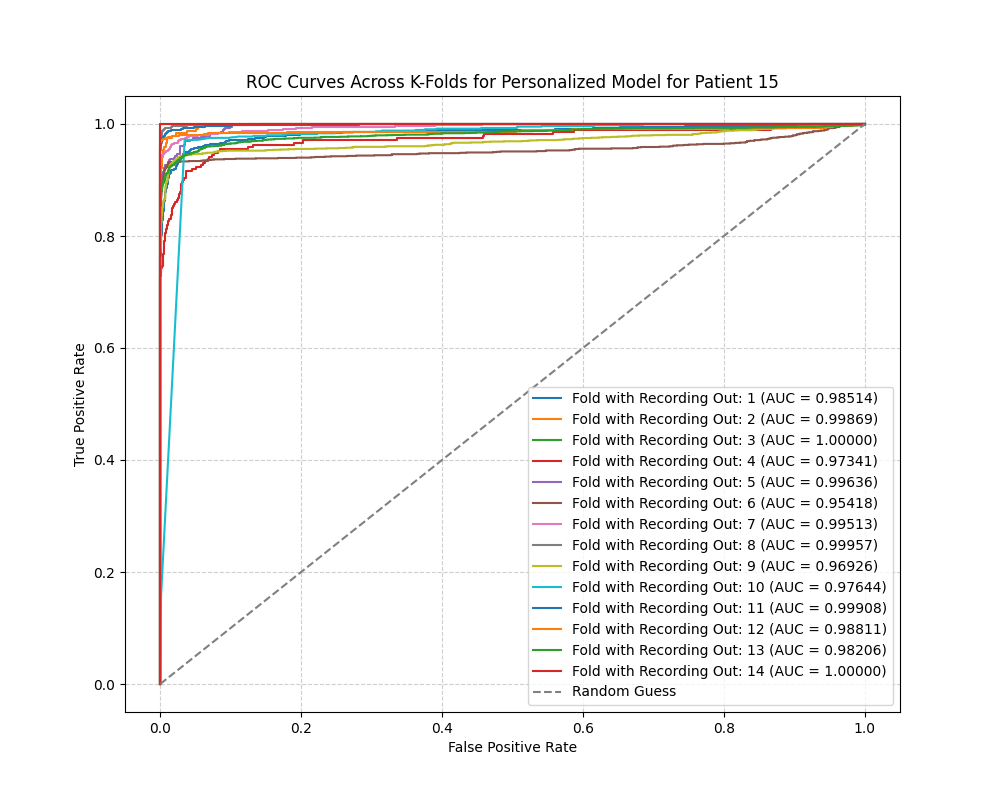 ROC Curves Across K-Folds for Personalized Model for Patient 15
True Positive Rate
1.0
0.8
0.6
0.4
0.2
0.0
Fold with Recording Out: 1 (AUC = 0.98514)
Fold with Recording Out: 2 (AUC = 0.99869)
Fold with Recording Out: 3 (AUC = 1.00000)
Fold with Recording Out: 4 (AUC = 0.97341)
Fold with Recording Out: 5 (AUC = 0.99636)
Fold with Recording Out: 6 (AUC = 0.95418)
Fold with Recording Out: 7 (AUC = 0.99513)
Fold with Recording Out: 8 (AUC = 0.99957)
Fold with Recording Out: 9 (AUC = 0.96926)
Fold with Recording Out: 10 (AUC = 0.97644)
Fold with Recording Out: 11 (AUC = 0.99908)
Fold with Recording Out: 12 (AUC = 0.98811)
Fold with Recording Out: 13 (AUC = 0.98206)
Fold with Recording Out: 14 (AUC = 1.00000)
Random Guess
0.0 0.2 0.4 0.6 0.8 1.0
False Positive Rate